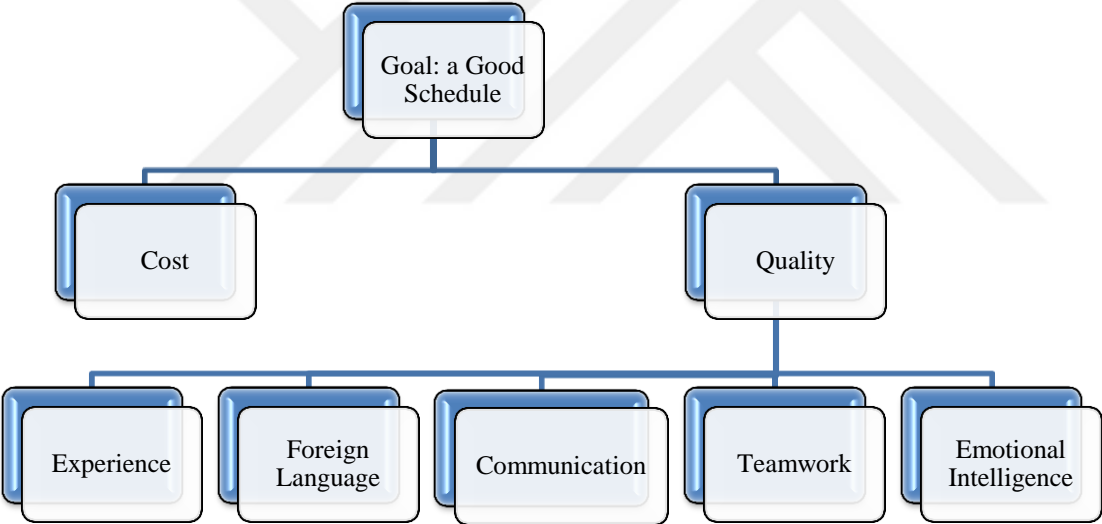 Goal: a Good
Schedule
Cost
Quality
Experience
Foreign
Language
Communication
Teamwork
Emotional
Intelligence